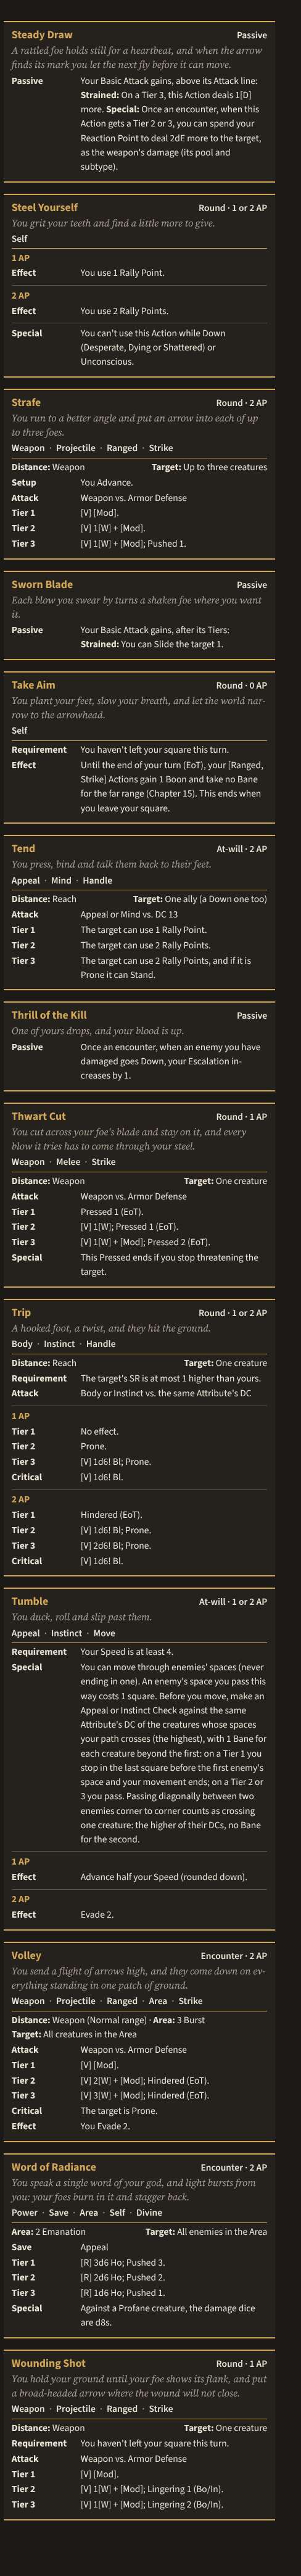 Steady Draw Passive
A rattled foe holds still for a heartbeat, and when the arrow
finds its mark you let the next fly before it can move.
Passive Your Basic Attack gains, above its Attack line:
Strained: On a Tier 3, this Action deals 1[D]
more. Special: Once an encounter, when this
Action gets a Tier 2 or 3, you can spend your
Reaction Point to deal 2dE more to the target,
as the weapon's damage (its pool and
subtype).
Steel Yourself Round · 1 or 2 AP
You grit your teeth and find a little more to give.
Self
1 AP
Effect You use 1 Rally Point.
2 AP
Effect You use 2 Rally Points.
Special You can't use this Action while Down
(Desperate, Dying or Shattered) or
Unconscious.
Strafe Round · 2 AP
You run to a better angle and put an arrow into each of up
to three foes.
Weapon · Projectile · Ranged · Strike
Distance: Weapon Target: Up to three creatures
Setup You Advance.
Attack Weapon vs. Armor Defense
Tier 1 [V] [Mod].
Tier 2 [V] 1[W] + [Mod].
Tier 3 [V] 1[W] + [Mod]; Pushed 1.
Sworn Blade Passive
Each blow you swear by turns a shaken foe where you want
it.
Passive Your Basic Attack gains, after its Tiers:
Strained: You can Slide the target 1.
Take Aim Round · 0 AP
You plant your feet, slow your breath, and let the world nar-
row to the arrowhead.
Self
Requirement You haven't left your square this turn.
Effect Until the end of your turn (EoT), your [Ranged,
Strike] Actions gain 1 Boon and take no Bane
for the far range (Chapter 15). This ends when
you leave your square.
Tend At-will · 2 AP
You press, bind and talk them back to their feet.
Appeal · Mind · Handle
Distance: Reach Target: One ally (a Down one too)
Attack Appeal or Mind vs. DC 13
Tier 1 The target can use 1 Rally Point.
Tier 2 The target can use 2 Rally Points.
Tier 3 The target can use 2 Rally Points, and if it is
Prone it can Stand.
Thrill of the Kill Passive
One of yours drops, and your blood is up.
Passive Once an encounter, when an enemy you have
damaged goes Down, your Escalation in-
creases by 1.
Thwart Cut Round · 1 AP
You cut across your foe's blade and stay on it, and every
blow it tries has to come through your steel.
Weapon · Melee · Strike
Distance: Weapon Target: One creature
Attack Weapon vs. Armor Defense
Tier 1 Pressed 1 (EoT).
Tier 2 [V] 1[W]; Pressed 1 (EoT).
Tier 3 [V] 1[W] + [Mod]; Pressed 2 (EoT).
Special This Pressed ends if you stop threatening the
target.
Trip Round · 1 or 2 AP
A hooked foot, a twist, and they hit the ground.
Body · Instinct · Handle
Distance: Reach Target: One creature
Requirement The target's SR is at most 1 higher than yours.
Attack Body or Instinct vs. the same Attribute's DC
1 AP
Tier 1 No effect.
Tier 2 Prone.
Tier 3 [V] 1d6! Bl; Prone.
Critical [V] 1d6! Bl.
2 AP
Tier 1 Hindered (EoT).
Tier 2 [V] 1d6! Bl; Prone.
Tier 3 [V] 2d6! Bl; Prone.
Critical [V] 1d6! Bl.
Tumble At-will · 1 or 2 AP
You duck, roll and slip past them.
Appeal · Instinct · Move
Requirement Your Speed is at least 4.
Special You can move through enemies' spaces (never
ending in one). An enemy's space you pass this
way costs 1 square. Before you move, make an
Appeal or Instinct Check against the same
Attribute's DC of the creatures whose spaces
your path crosses (the highest), with 1 Bane for
each creature beyond the first: on a Tier 1 you
stop in the last square before the first enemy's
space and your movement ends; on a Tier 2 or
3 you pass. Passing diagonally between two
enemies corner to corner counts as crossing
one creature: the higher of their DCs, no Bane
for the second.
1 AP
Effect Advance half your Speed (rounded down).
2 AP
Effect Evade 2.
Volley Encounter · 2 AP
You send a flight of arrows high, and they come down on ev-
erything standing in one patch of ground.
Weapon · Projectile · Ranged · Area · Strike
Distance: Weapon (Normal range) · Area: 3 Burst
Target: All creatures in the Area
Attack Weapon vs. Armor Defense
Tier 1 [V] [Mod].
Tier 2 [V] 2[W] + [Mod]; Hindered (EoT).
Tier 3 [V] 3[W] + [Mod]; Hindered (EoT).
Critical The target is Prone.
Effect You Evade 2.
Word of Radiance Encounter · 2 AP
You speak a single word of your god, and light bursts from
you: your foes burn in it and stagger back.
Power · Save · Area · Self · Divine
Area: 2 Emanation Target: All enemies in the Area
Save Appeal
Tier 1 [R] 3d6 Ho; Pushed 3.
Tier 2 [R] 2d6 Ho; Pushed 2.
Tier 3 [R] 1d6 Ho; Pushed 1.
Special Against a Profane creature, the damage dice
are d8s.
Wounding Shot Round · 1 AP
You hold your ground until your foe shows its flank, and put
a broad-headed arrow where the wound will not close.
Weapon · Projectile · Ranged · Strike
Distance: Weapon Target: One creature
Requirement You haven't left your square this turn.
Attack Weapon vs. Armor Defense
Tier 1 [V] [Mod].
Tier 2 [V] 1[W] + [Mod]; Lingering 1 (Bo/In).
Tier 3 [V] 1[W] + [Mod]; Lingering 2 (Bo/In).